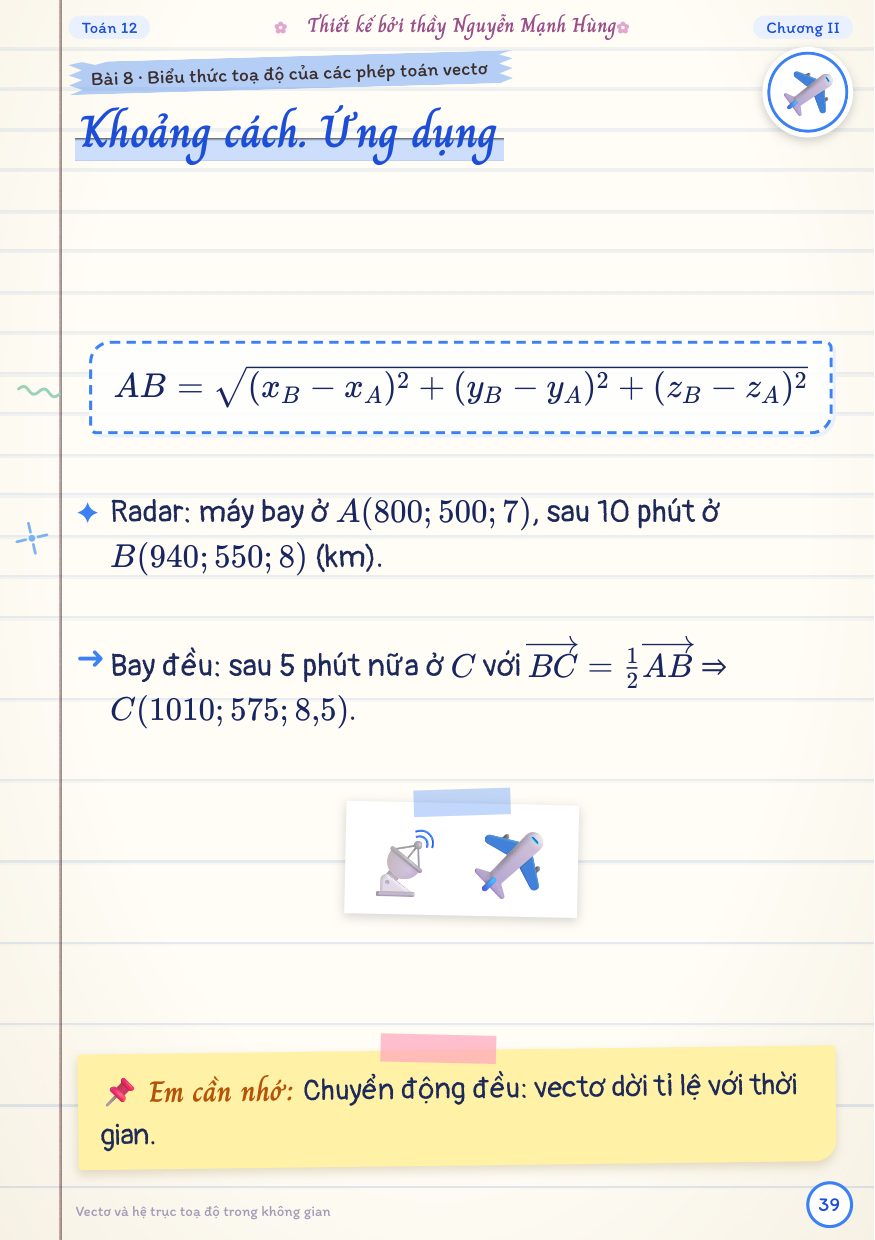 Toán 12
Thiết kế bởi thầy Nguyễn Mạnh Hùng
Chương II
Bài 8 · Biểu thức toạ độ của các phép toán vectơ
Khoảng cách. Ứng dụng
$AB = \sqrt{(x_B - x_A)^2 + (y_B - y_A)^2 + (z_B - z_A)^2}$
Radar: máy bay ở $A(800; 500; 7)$, sau 10 phút ở
$B(940; 550; 8)$ (km).
→ Bay đều: sau 5 phút nữa ở $C$ với $\overrightarrow{BC} = \frac{1}{2}\overrightarrow{AB}$ ⇒
$C(1010; 575; 8,5)$.
Em cần nhớ: Chuyển động đều: vectơ dời tỉ lệ với thời
gian.
Vectơ và hệ trục toạ độ trong không gian
39